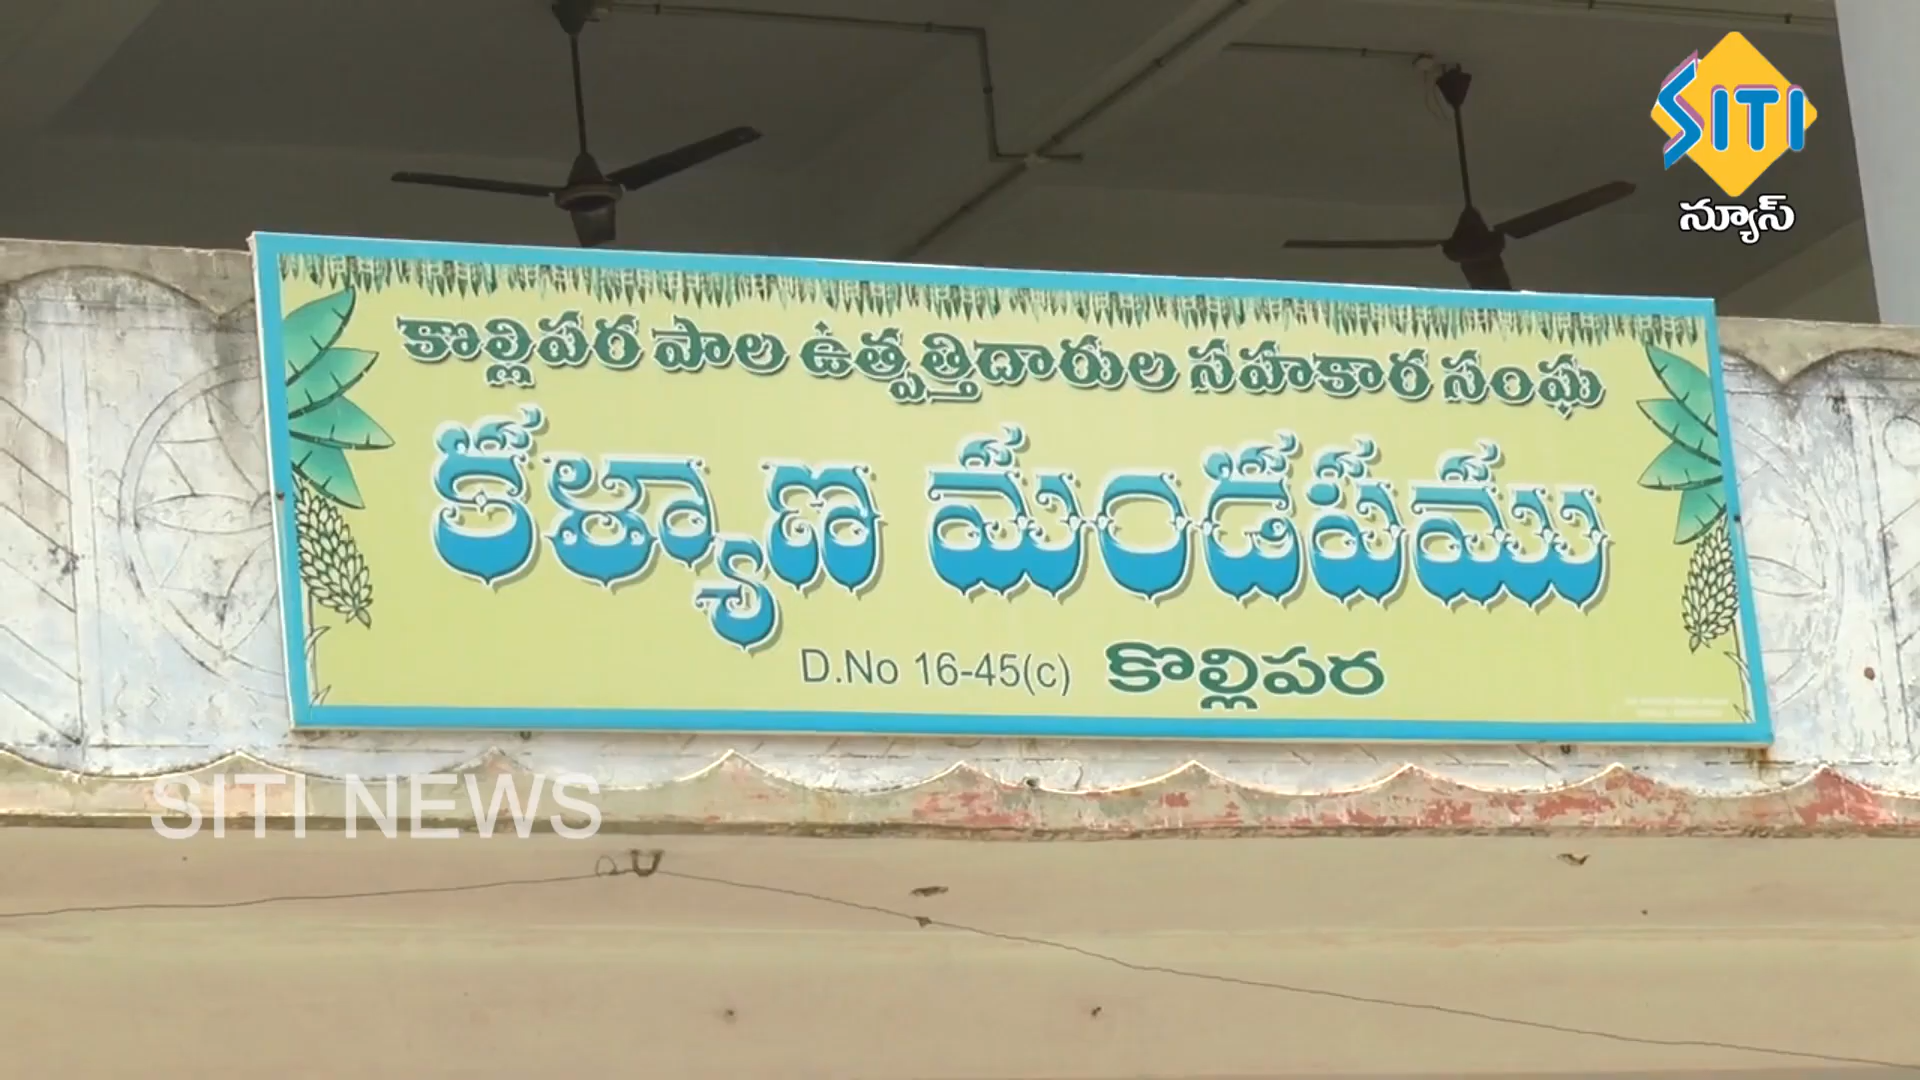 SITI
న్యూస్
కొల్లిపర పాల ఉత్పత్తిదారుల సహకార సంఘ
కళ్యాణ మండపము
D.No 16-45(c) కొల్లిపర
SITI NEWS